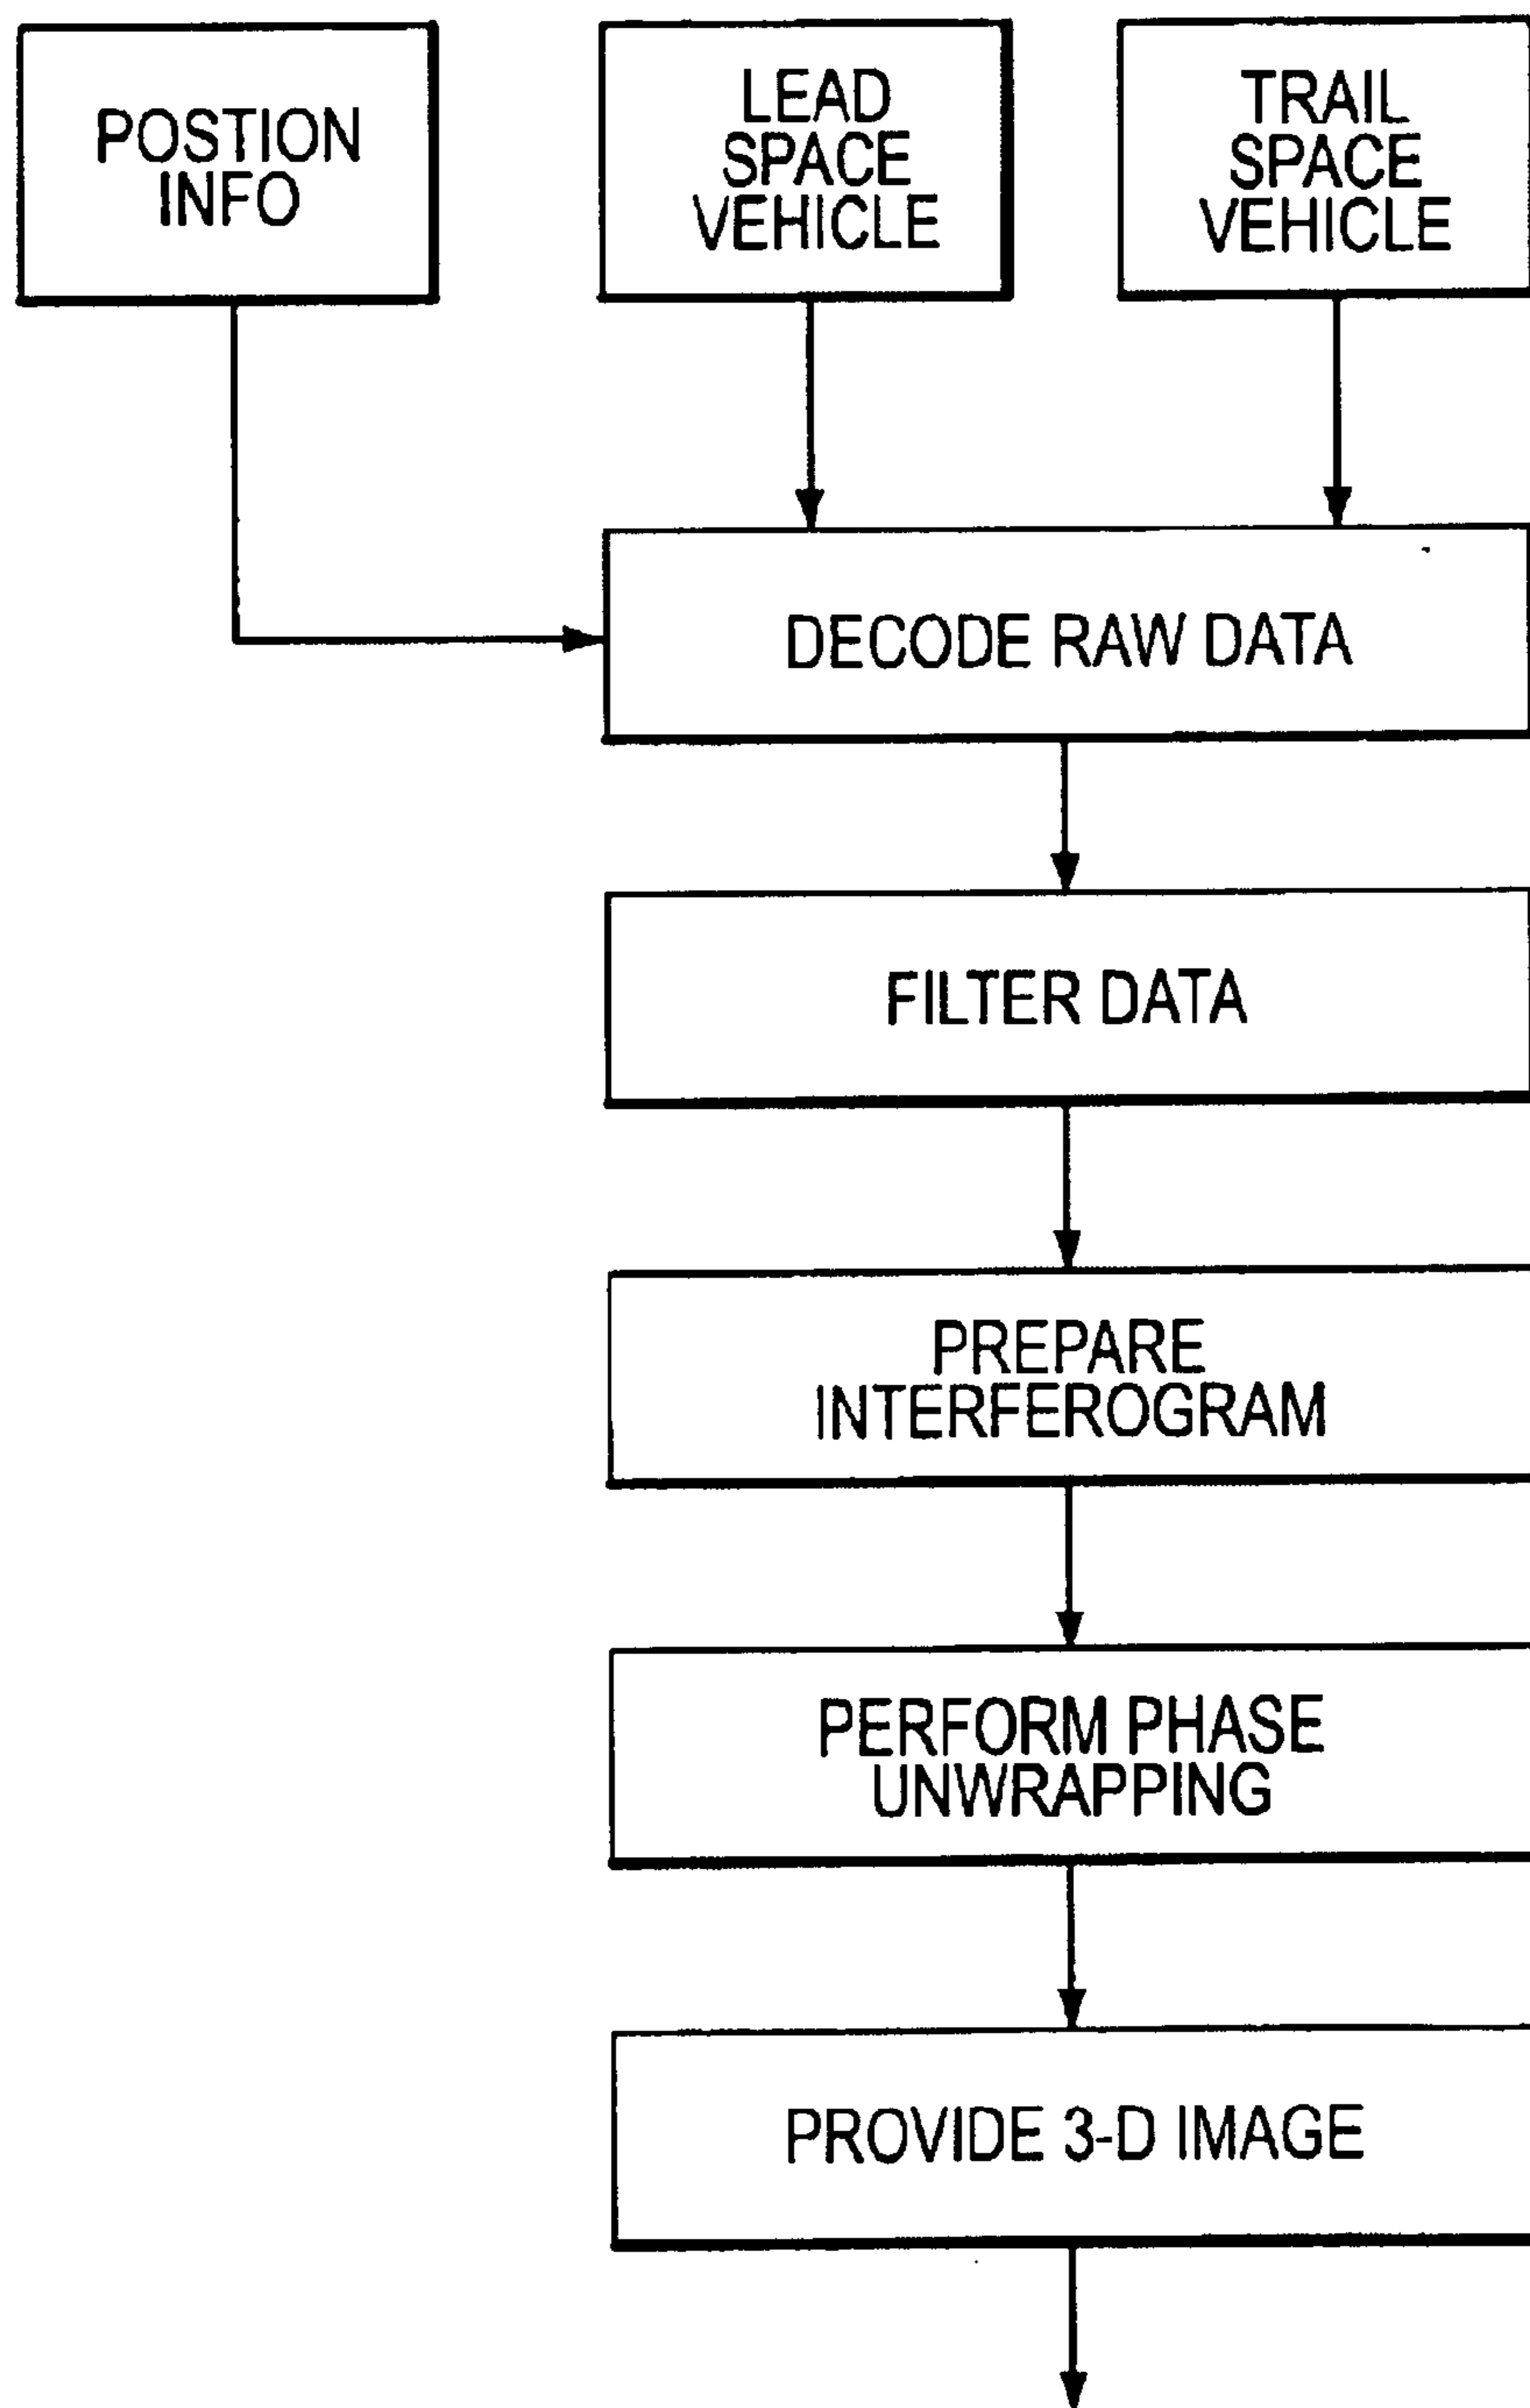 POSTION
INFO
LEAD
SPACE
VEHICLE
TRAIL
SPACE
VEHICLE
DECODE RAW DATA
FILTER DATA
PREPARE
INTERFEROGRAM
PERFORM PHASE
UNWRAPPING
PROVIDE 3-D IMAGE